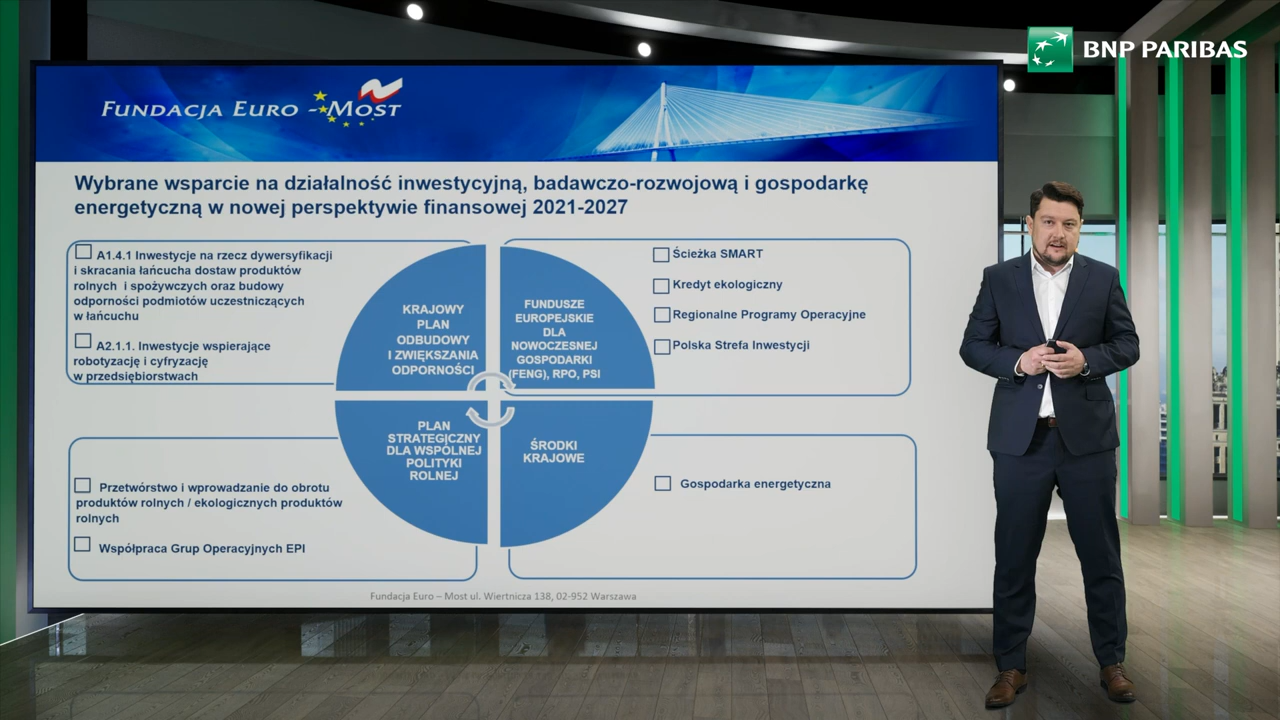 BNP PARIBAS
FUNDACJA EURO - MOST
Wybrane wsparcie na działalność inwestycyjną, badawczo-rozwojową i gospodarkę
energetyczną w nowej perspektywie finansowej 2021-2027
A1.4.1 Inwestycje na rzecz dywersyfikacji
i skracania łańcucha dostaw produktów
rolnych i spożywczych oraz budowy
odporności podmiotów uczestniczących
w łańcuchu
A2.1.1. Inwestycje wspierające
robotyzację i cyfryzację
w przedsiębiorstwach
KRAJOWY
PLAN
ODBUDOWY
I ZWIĘKSZANIA
ODPORNOŚCI
FUNDUSZE
EUROPEJSKIE
DLA
NOWOCZESNEJ
GOSPODARKI
(FENG), RPO, PSI
Ścieżka SMART
Kredyt ekologiczny
Regionalne Programy Operacyjne
Polska Strefa Inwestycji
Przetwórstwo i wprowadzanie do obrotu
produktów rolnych / ekologicznych produktów
rolnych
Współpraca Grup Operacyjnych EPI
PLAN
STRATEGICZNY
DLA WSPÓLNEJ
POLITYKI
ROLNEJ
ŚRODKI
KRAJOWE
Gospodarka energetyczna
Fundacja Euro – Most ul. Wiertnicza 138, 02-952 Warszawa